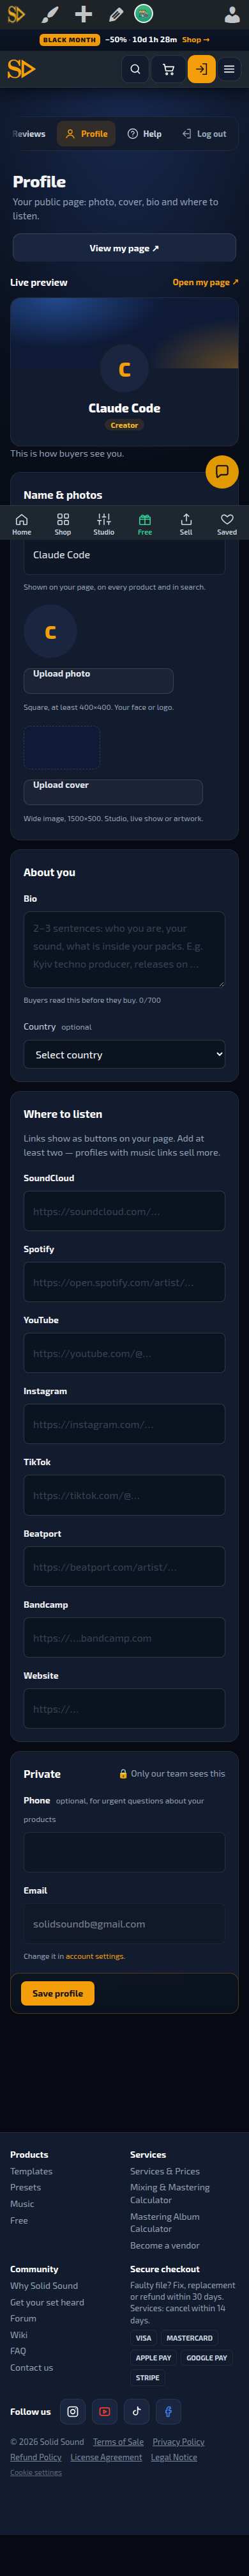 BLACK MONTH −50% · 10d 1h 28m Shop →
Reviews Profile Help Log out
Profile
Your public page: photo, cover, bio and where to
listen.
View my page ↗
Live preview Open my page ↗
C
Claude Code
Creator
This is how buyers see you.
Name & photos
Home Shop Studio Free Sell Saved
Claude Code
Shown on your page, on every product and in search.
C
Upload photo
Square, at least 400×400. Your face or logo.
Upload cover
Wide image, 1500×500. Studio, live show or artwork.
About you
Bio
2–3 sentences: who you are, your
sound, what is inside your packs. E.g.
Kyiv techno producer, releases on …
Buyers read this before they buy. 0/700
Country optional
Select country
Where to listen
Links show as buttons on your page. Add at
least two — profiles with music links sell more.
SoundCloud
https://soundcloud.com/…
Spotify
https://open.spotify.com/artist/…
YouTube
https://youtube.com/@…
Instagram
https://instagram.com/…
TikTok
https://tiktok.com/@…
Beatport
https://beatport.com/artist/…
Bandcamp
https://….bandcamp.com
Website
https://…
Private 🔒 Only our team sees this
Phone optional, for urgent questions about your
products
Email
solidsoundb@gmail.com
Change it in account settings.
Save profile
Products Services
Templates Services & Prices
Presets Mixing & Mastering
Calculator
Music Mastering Album
Calculator
Free Become a vendor
Community Secure checkout
Why Solid Sound Faulty file? Fix, replacement
or refund within 30 days.
Services: cancel within 14
days.
Get your set heard
Forum
Wiki VISA MASTERCARD
FAQ APPLE PAY GOOGLE PAY
Contact us STRIPE
Follow us
© 2026 Solid Sound Terms of Sale Privacy Policy
Refund Policy License Agreement Legal Notice
Cookie settings